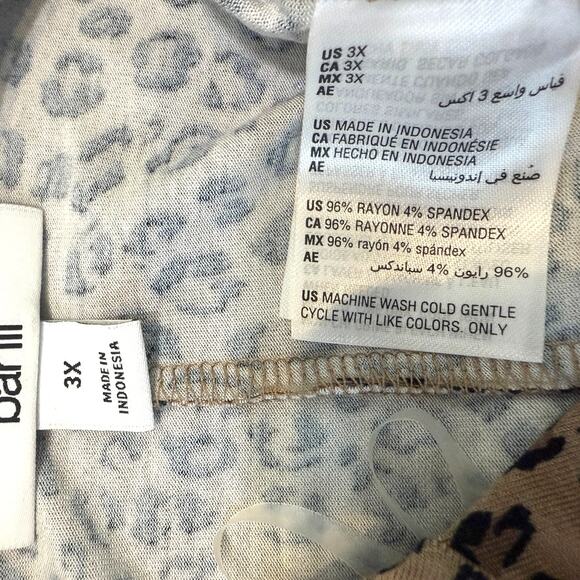 US 3X
CA 3X
MX 3X
AE قياس واسع 3 اكس
US MADE IN INDONESIA
CA FABRIQUÉ EN INDONÉSIE
MX HECHO EN INDONESIA
AE صُنع في اندونيسيا
US 96% RAYON 4% SPANDEX
CA 96% RAYONNE 4% SPANDEX
MX 96% rayón 4% spándex
AE 96% رايون 4% سباندكس
US MACHINE WASH COLD GENTLE
CYCLE WITH LIKE COLORS. ONLY
bar III
3X
MADE IN
INDONESIA